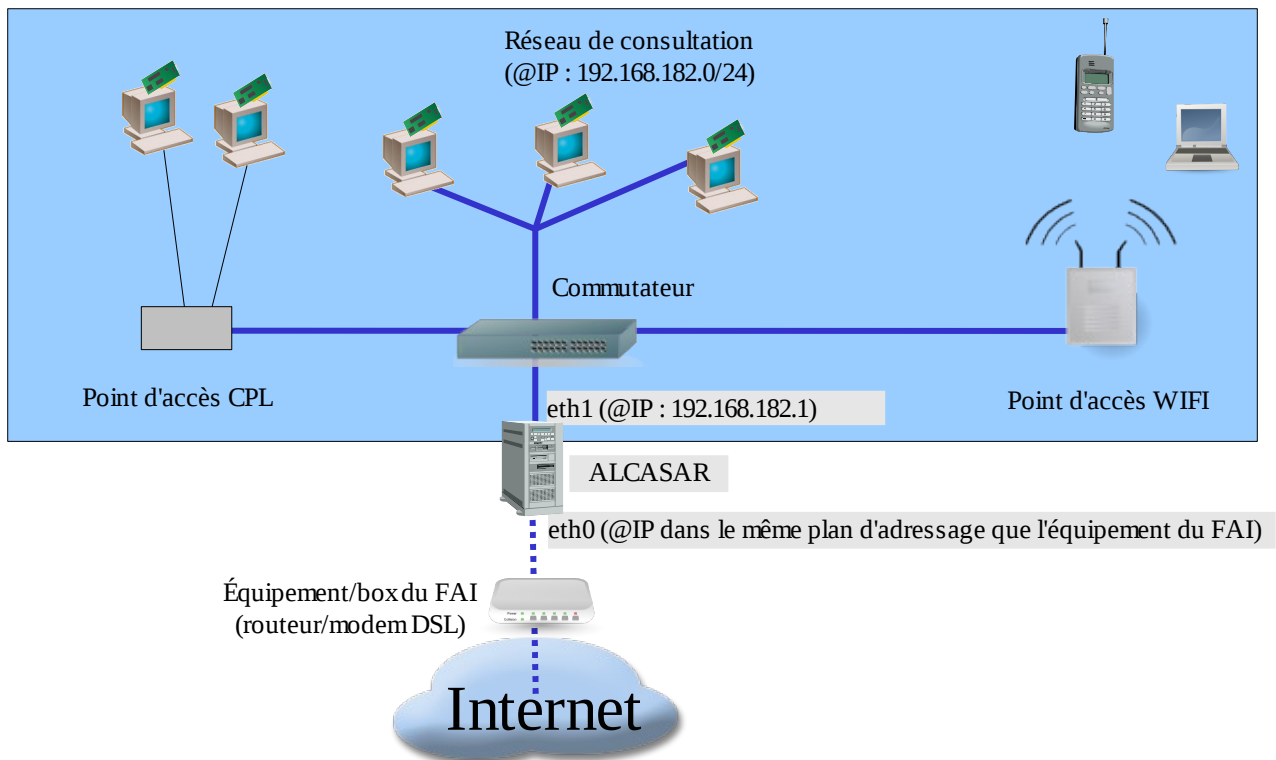 Réseau de consultation
(@IP : 192.168.182.0/24)
Commutateur
Point d'accès CPL
eth1 (@IP : 192.168.182.1)
Point d'accès WIFI
ALCASAR
eth0 (@IP dans le même plan d'adressage que l'équipement du FAI)
Équipement/box du FAI
(routeur/modem DSL)
Internet